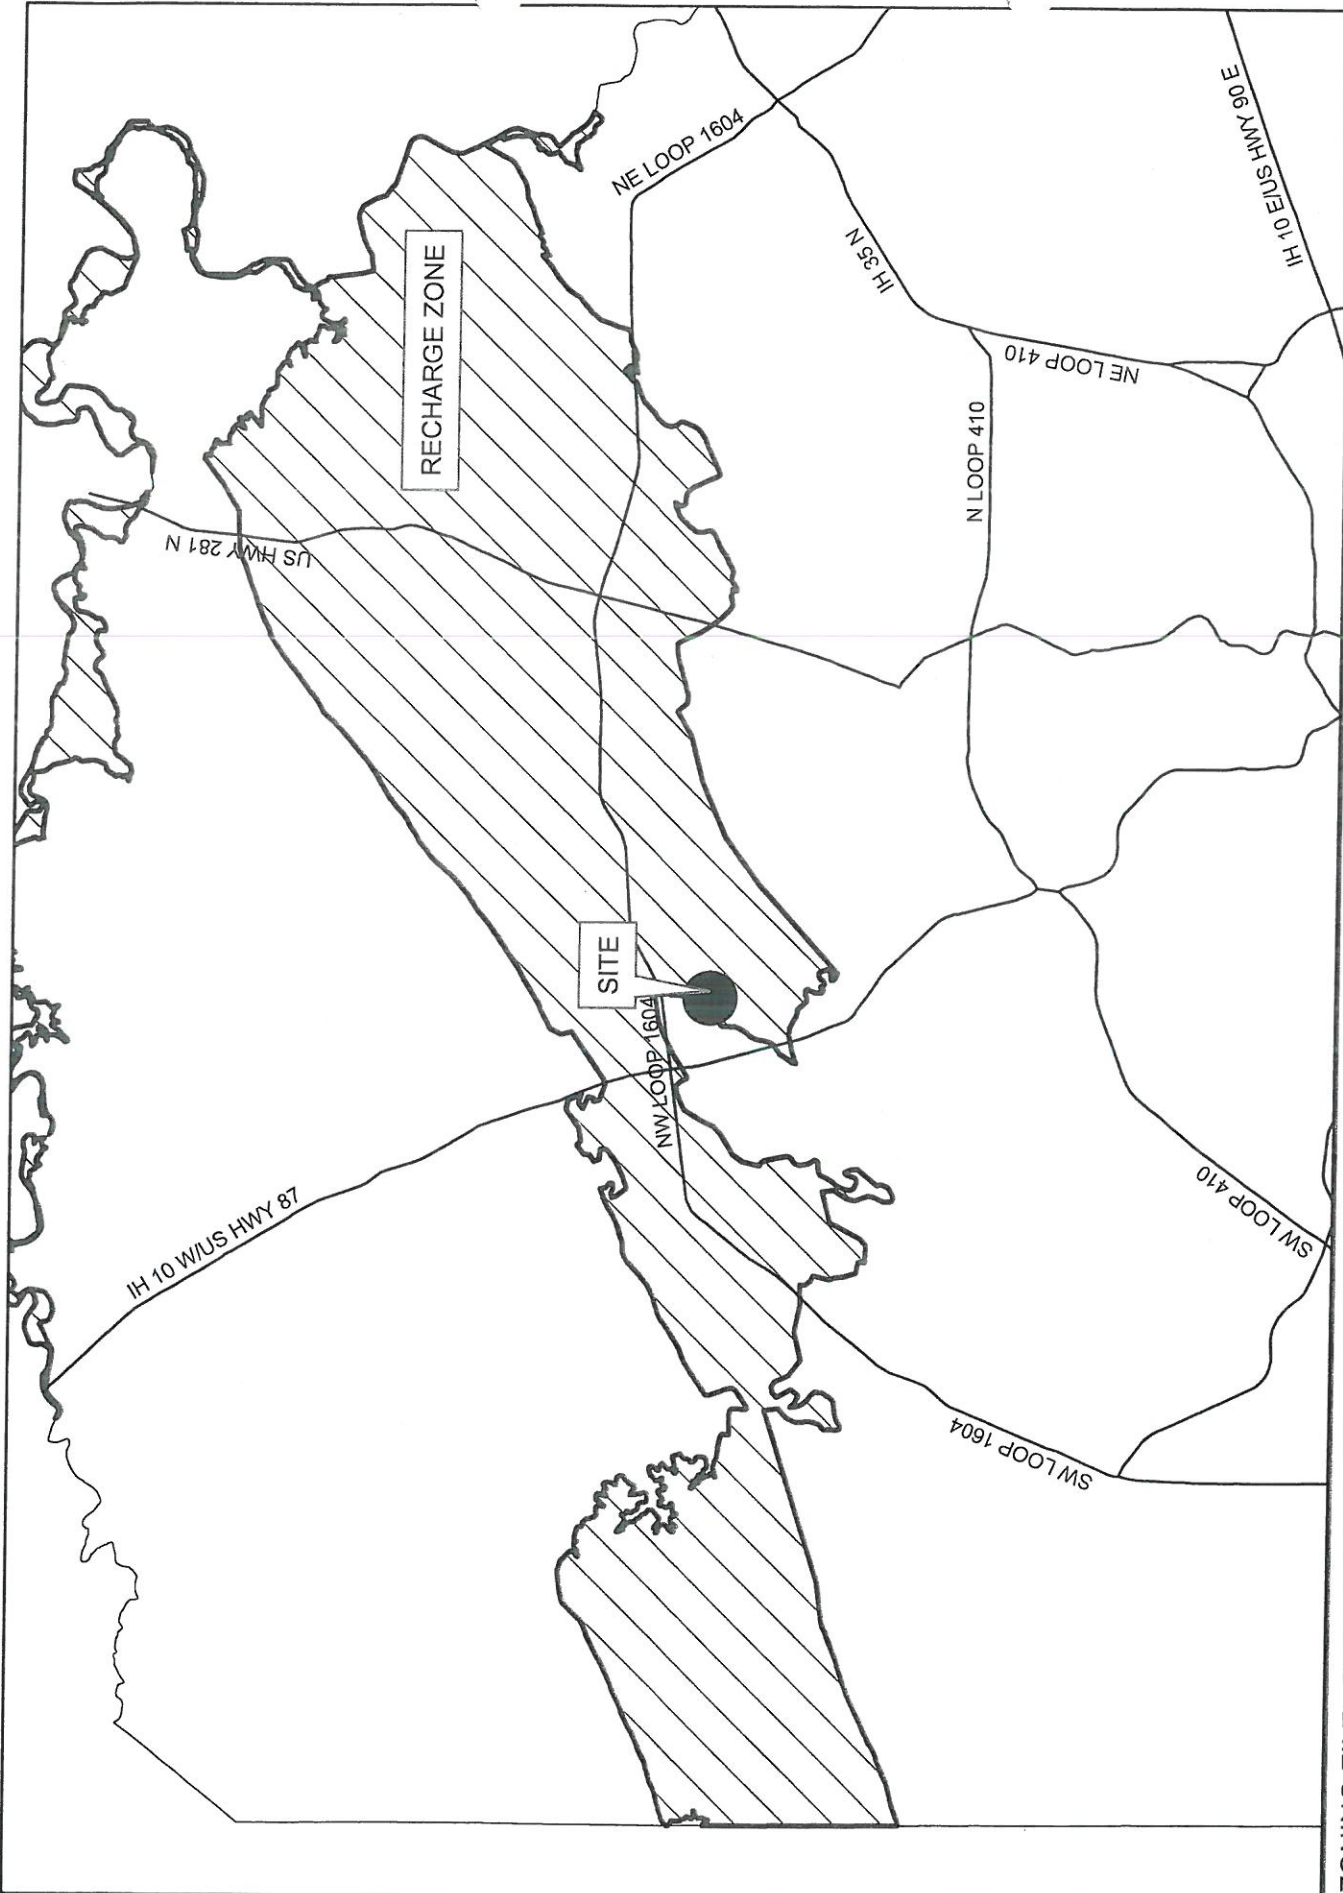 RECHARGE ZONE
NE LOOP 1604
IH 35 N
IH 10 E/US HWY 90 E
US HWY 281 N
N LOOP 410
NE LOOP 410
SITE
NW LOOP 1604
IH 10 W/US HWY 87
SW LOOP 410
SW LOOP 1604